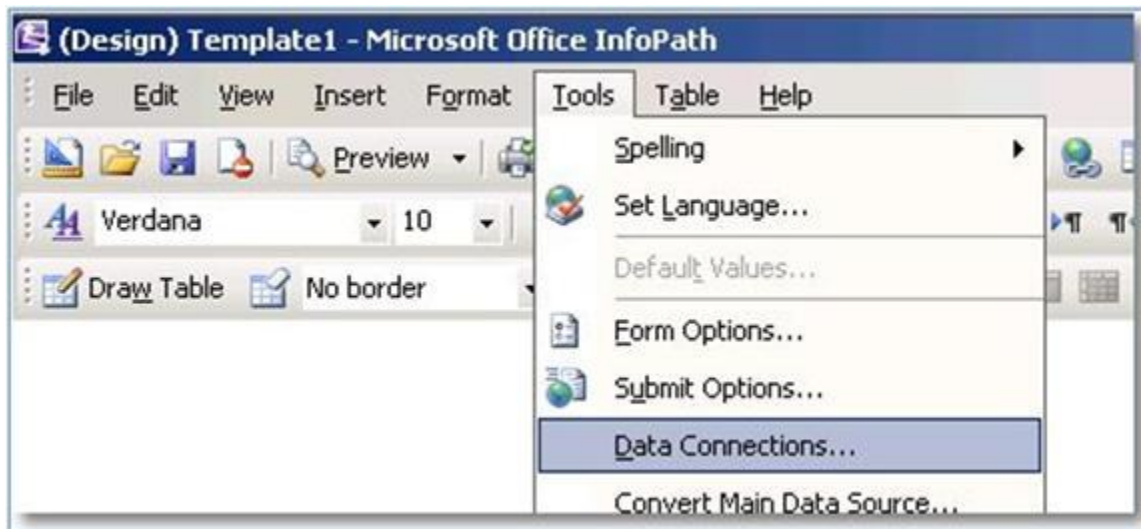 (Design) Template1 - Microsoft Office InfoPath
File Edit View Insert Format Tools Table Help
Preview
Spelling
Verdana 10
Set Language...
Default Values...
Draw Table No border
Form Options...
Submit Options...
Data Connections...
Convert Main Data Source...